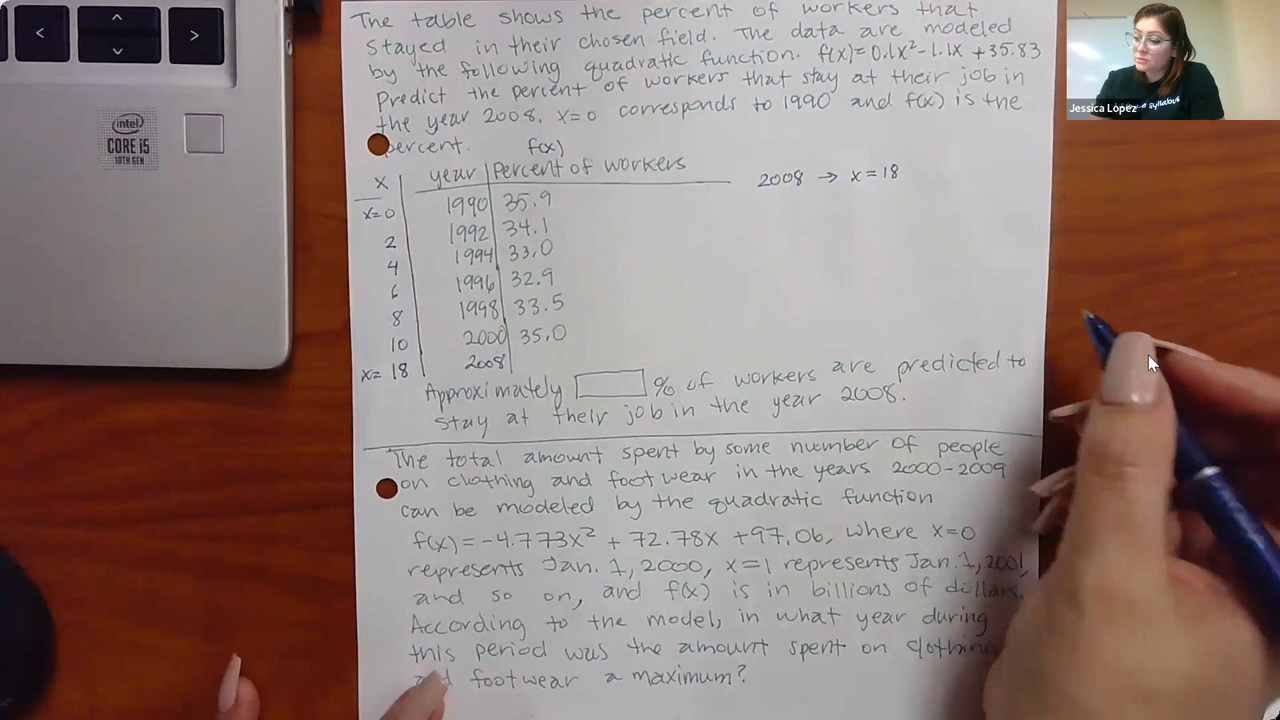 The table shows the percent of workers that
stayed in their chosen field. The data are modeled
by the following quadratic function. f(x)=0.1x²-1.1x+35.83
Predict the percent of workers that stay at their job in
the year 2008. x=0 corresponds to 1990 and f(x) is the
percent. f(x)
x year Percent of workers
x=0 1990 35.9
2 1992 34.1
4 1994 33.0
6 1996 32.9
8 1998 33.5
10 2000 35.0
x= 18 2008
2008 → x=18
Approximately % of workers are predicted to
stay at their job in the year 2008.
The total amount spent by some number of people
on clothing and footwear in the years 2000-2009
can be modeled by the quadratic function
f(x)=-4.773x²+72.78x+97.06, where x=0
represents Jan. 1, 2000, x=1 represents Jan. 1, 2001,
and so on, and f(x) is in billions of dollars.
According to the model, in what year during
this period was the amount spent on clothing
and footwear a maximum?
intel
CORE i5
10TH GEN
Jessica Lopez
syllabus